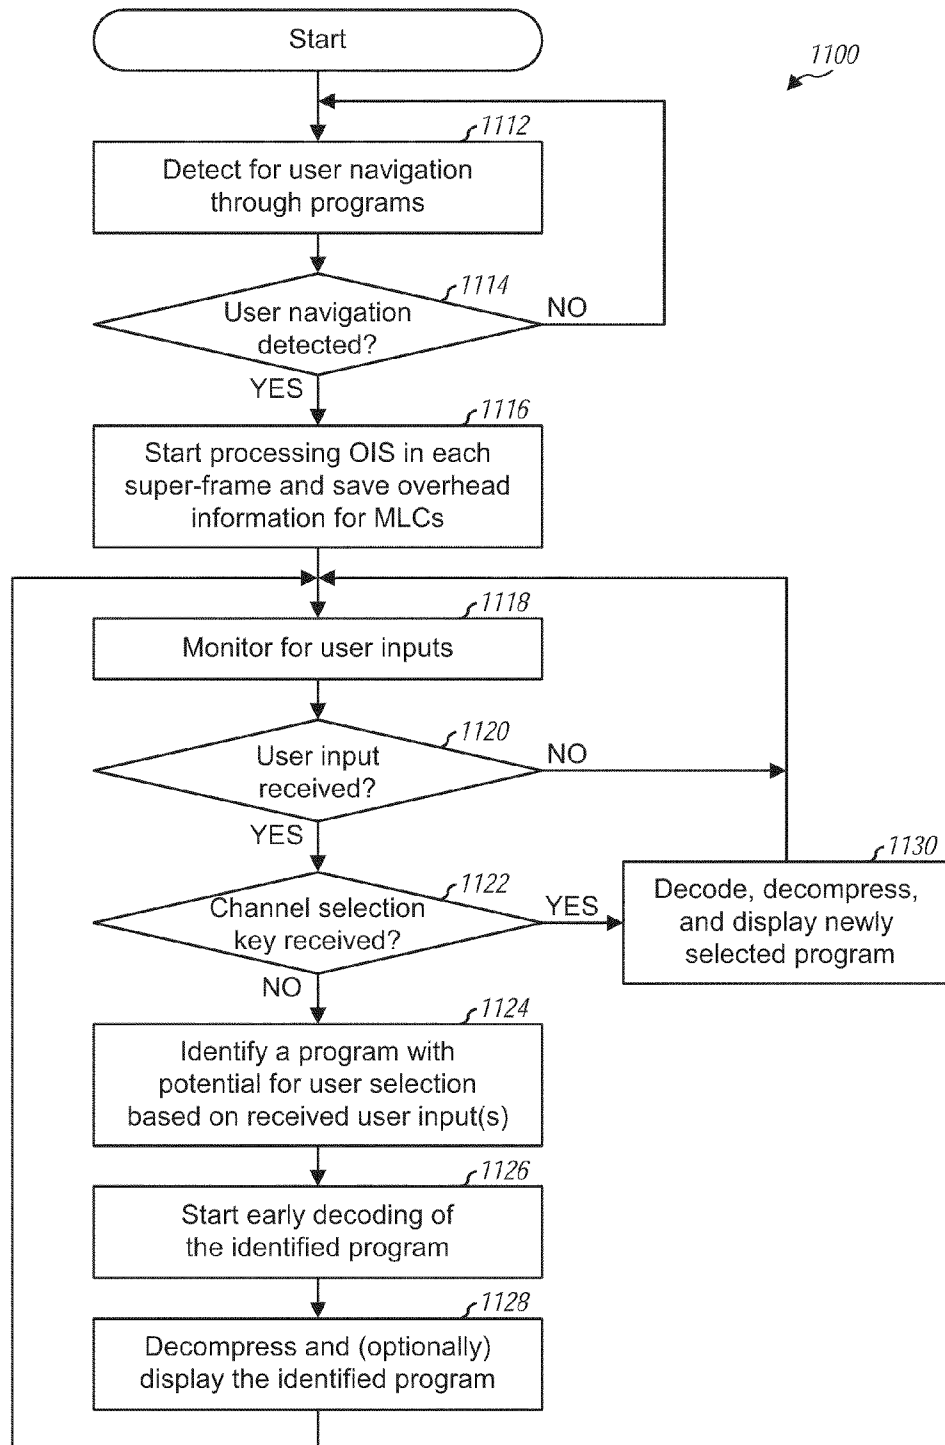 Start
1100
1112
Detect for user navigation
through programs
1114
User navigation
detected?
NO
YES
1116
Start processing OIS in each
super-frame and save overhead
information for MLCs
1118
Monitor for user inputs
1120
User input
received?
NO
YES
1122
Channel selection
key received?
YES
1130
Decode, decompress,
and display newly
selected program
NO
1124
Identify a program with
potential for user selection
based on received user input(s)
1126
Start early decoding of
the identified program
1128
Decompress and (optionally)
display the identified program